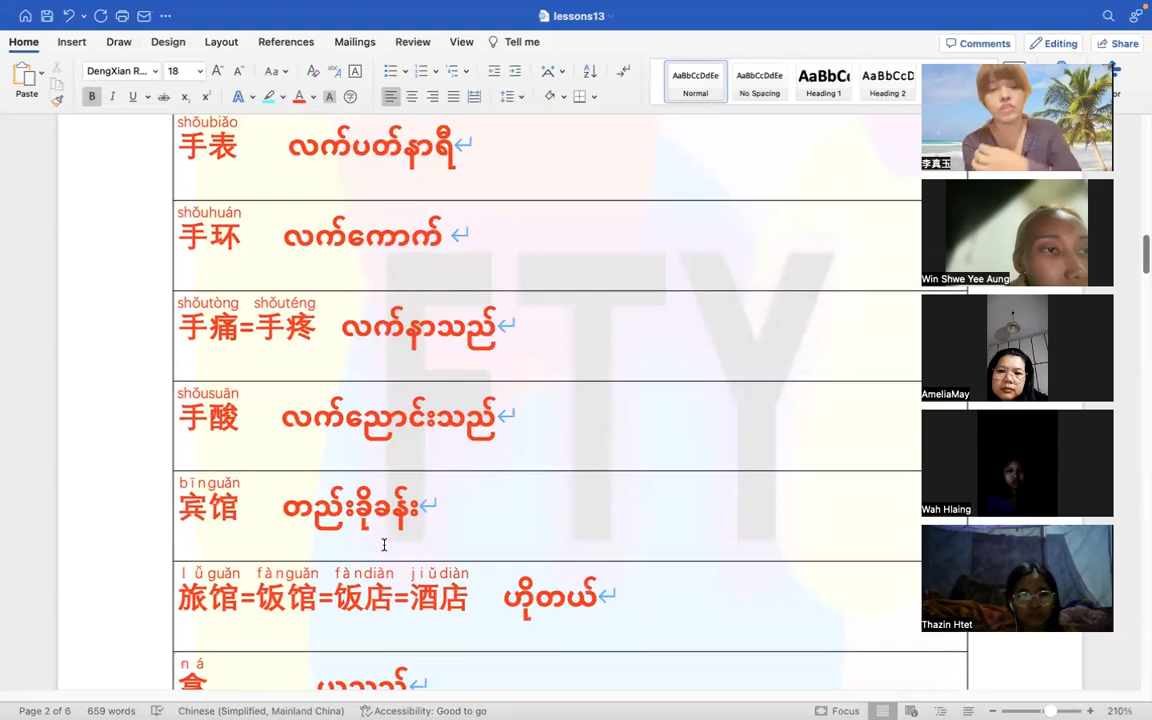 lessons13
Home Insert Draw Design Layout References Mailings Review View Tell me
Comments Editing Share
Paste
DengXian R... 18
AaBbCcDdEe AaBbCcDdEe AaBbC AaBbCcD
Normal No Spacing Heading 1 Heading 2
shǒubiǎo
手表 လက်ပတ်နာရီ
shǒuhuán
手环 လက်ကောက်
shǒutòng shǒuténg
手痛=手疼 လက်နာသည်
shǒusuān
手酸 လက်ညောင်းသည်
bīnguǎn
宾馆 တည်းခိုခန်း
lǚguǎn fànguǎn fàndiàn jiǔdiàn
旅馆=饭馆=饭店=酒店 ဟိုတယ်
ná
拿 ယူသည်
FTY
李真玉
Win Shwe Yee Aung
AmeliaMay
Wah Hlaing
Thazin Htet
Page 2 of 6 659 words Chinese (Simplified, Mainland China) Accessibility: Good to go Focus 210%